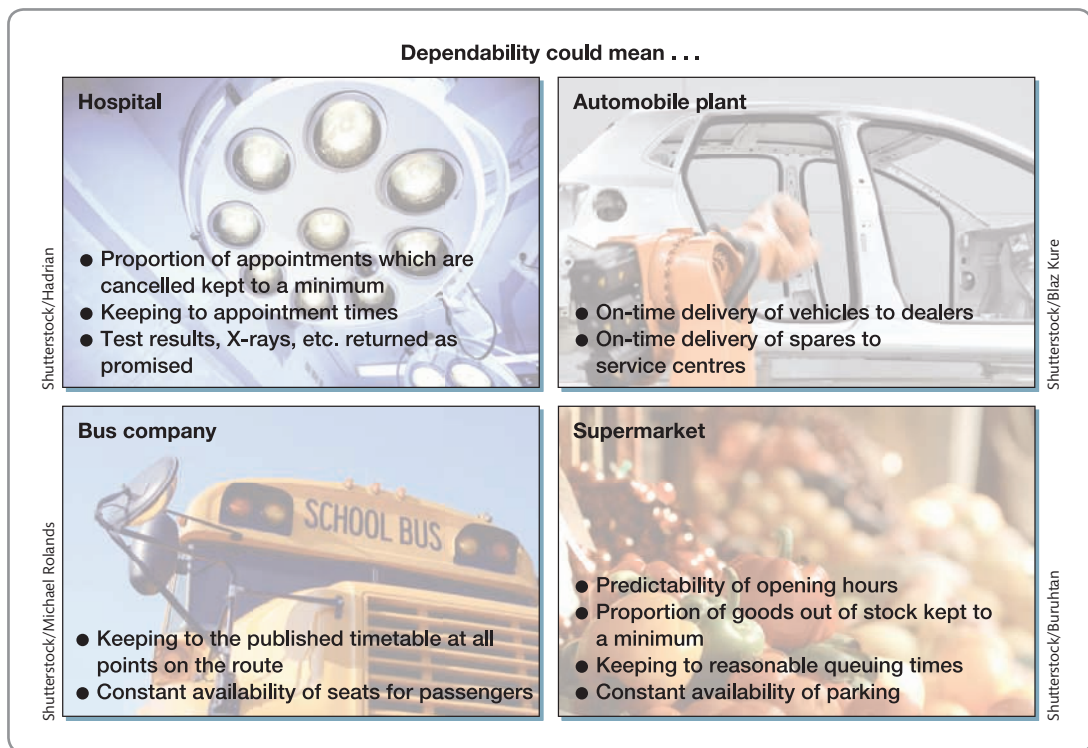 Dependability could mean . . .
Hospital
● Proportion of appointments which are
cancelled kept to a minimum
● Keeping to appointment times
● Test results, X-rays, etc. returned as
promised
Shutterstock/Hadrian
Automobile plant
● On-time delivery of vehicles to dealers
● On-time delivery of spares to
service centres
Shutterstock/Blaz Kure
Bus company
SCHOOL BUS
● Keeping to the published timetable at all
points on the route
● Constant availability of seats for passengers
Shutterstock/Michael Rolands
Supermarket
● Predictability of opening hours
● Proportion of goods out of stock kept to
a minimum
● Keeping to reasonable queuing times
● Constant availability of parking
Shutterstock/Buruhtan